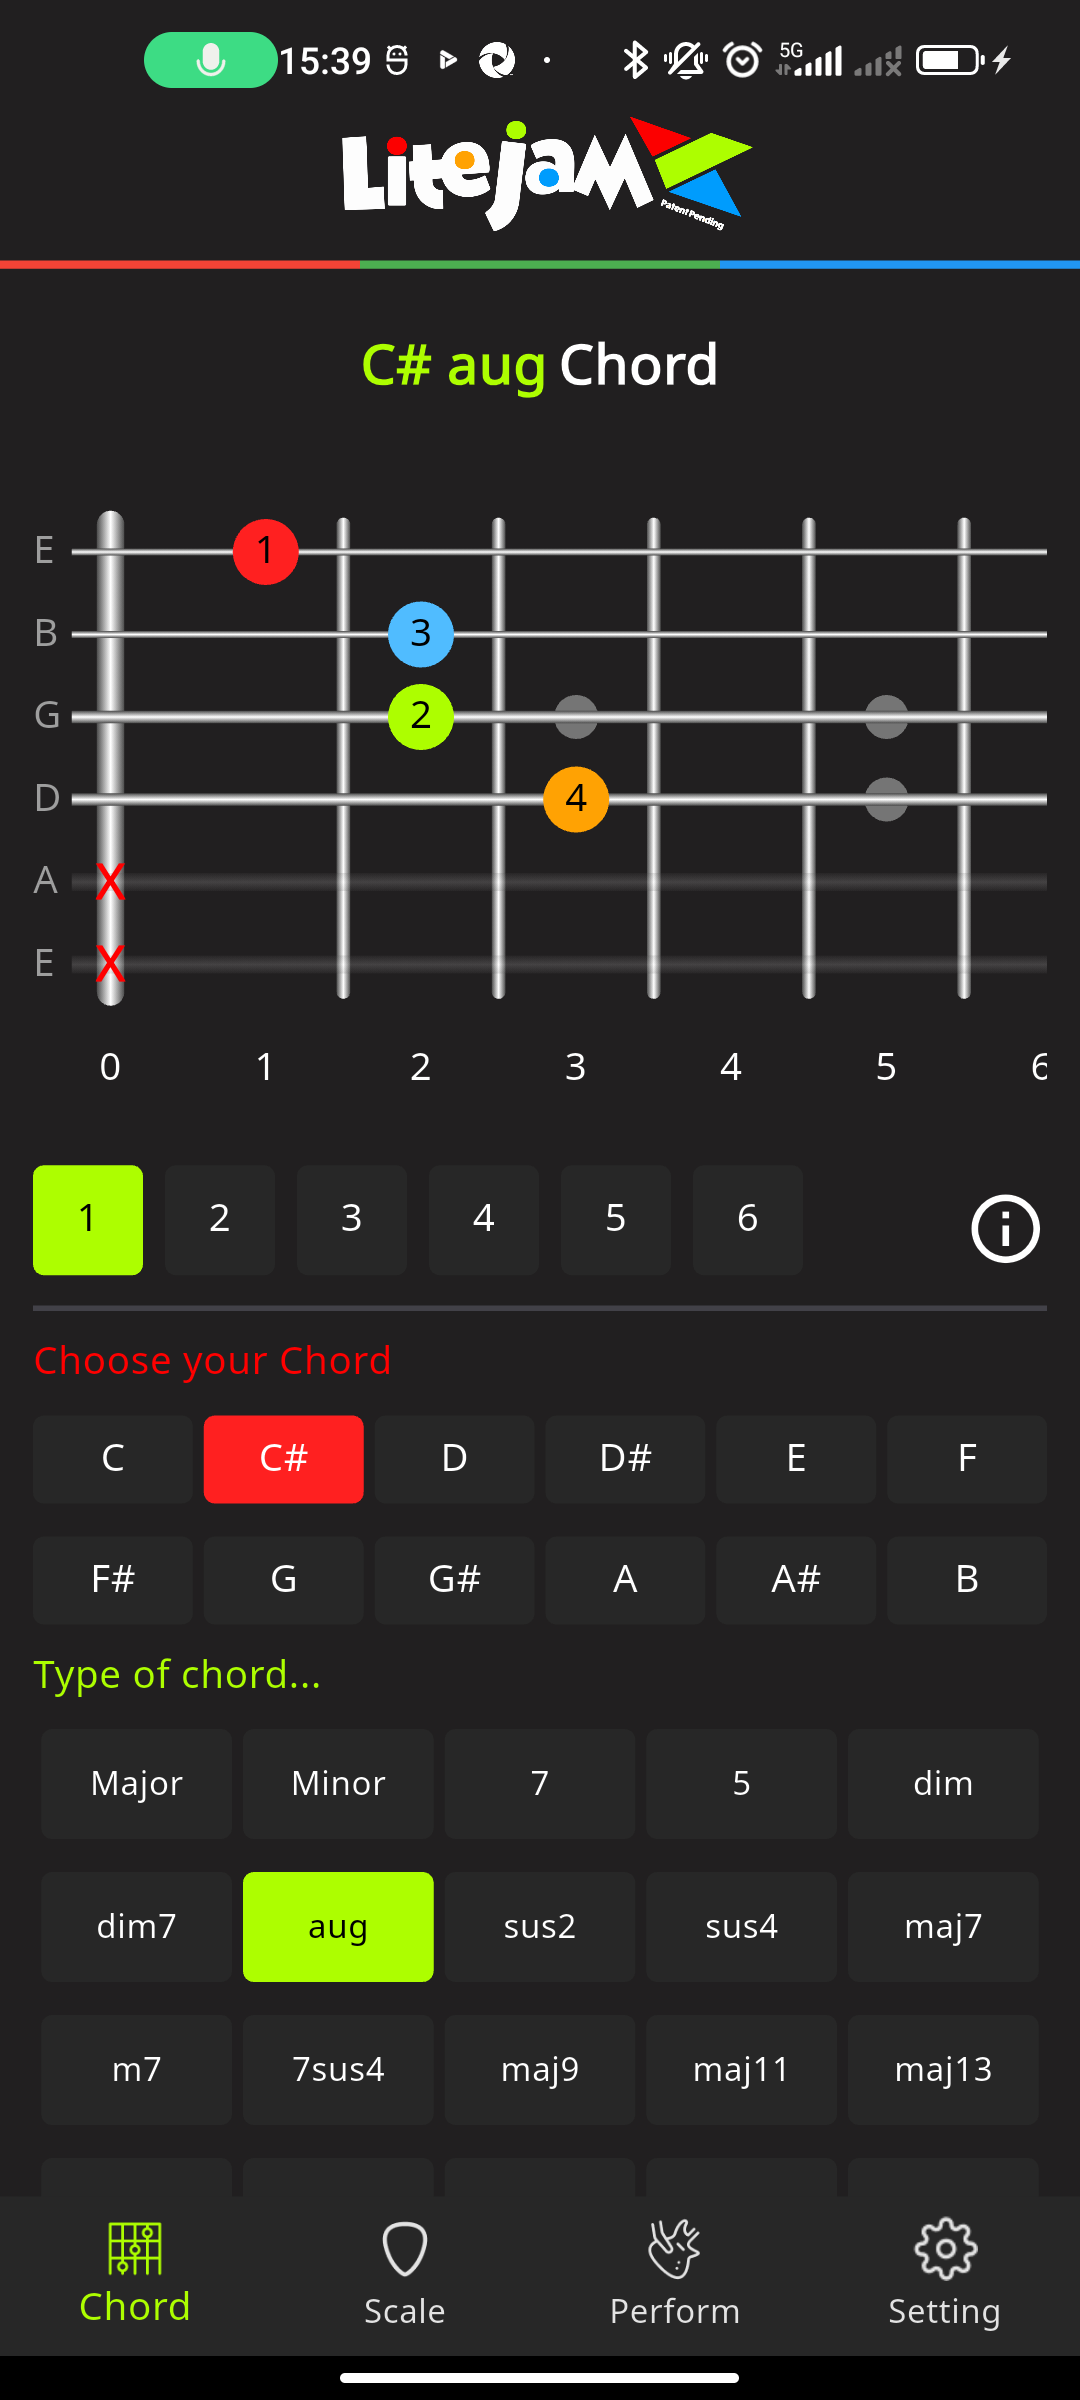 15:39 5G
Litejam
Patent Pending
C# aug Chord
E 1
B 3
G 2
D 4
A X
E X
0 1 2 3 4 5 6
1 2 3 4 5 6
Choose your Chord
C C# D D# E F
F# G G# A A# B
Type of chord...
Major Minor 7 5 dim
dim7 aug sus2 sus4 maj7
m7 7sus4 maj9 maj11 maj13
Chord Scale Perform Setting